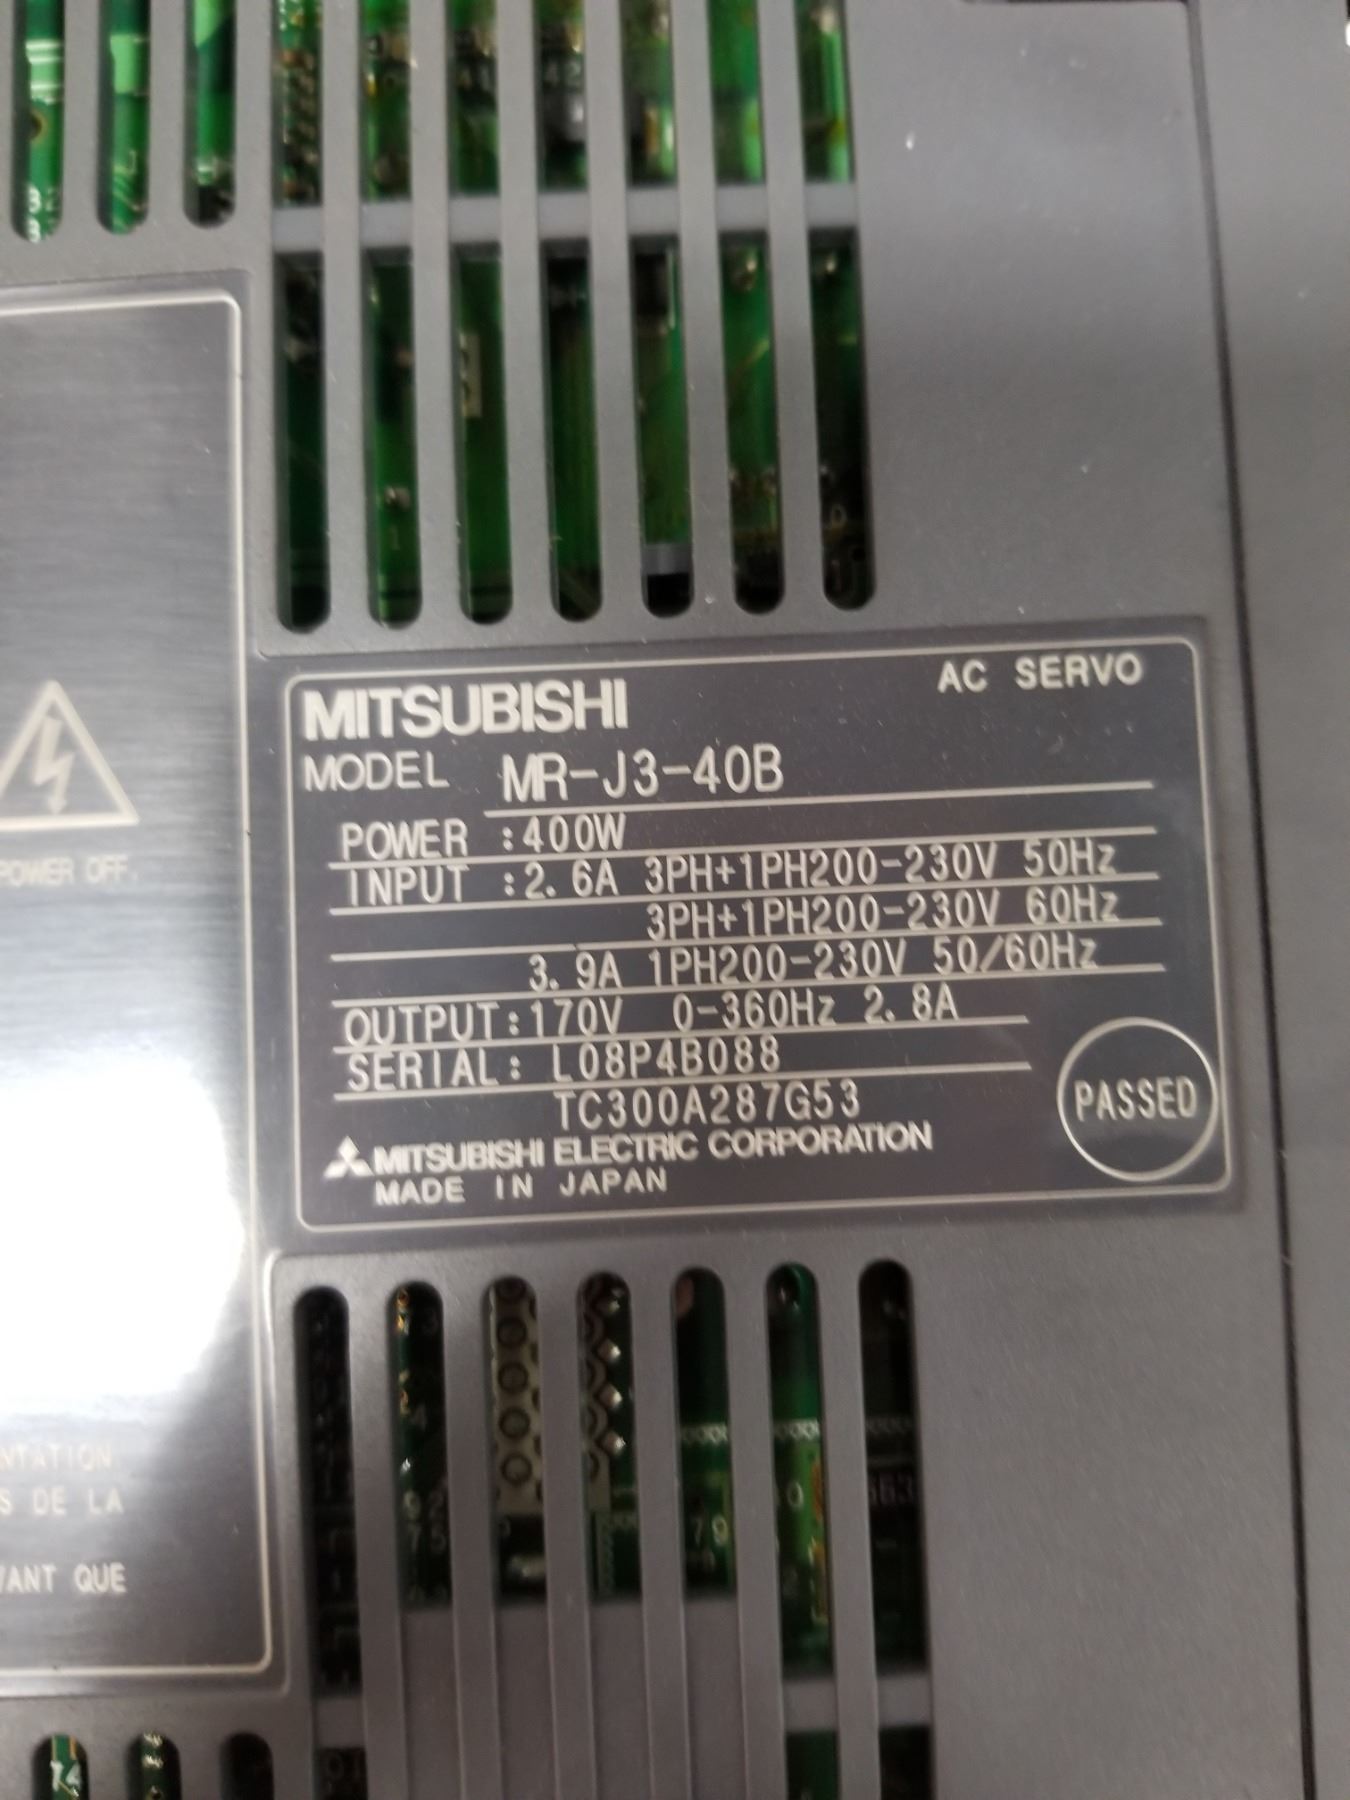 AC SERVO
MITSUBISHI
MODEL MR-J3-40B
POWER :400W
INPUT :2.6A 3PH+1PH200-230V 50Hz
3PH+1PH200-230V 60Hz
3.9A 1PH200-230V 50/60Hz
OUTPUT:170V 0-360Hz 2.8A
SERIAL: L08P4B088
TC300A287G53
PASSED
MITSUBISHI ELECTRIC CORPORATION
MADE IN JAPAN
POWER OFF.
DE LA
QUE
79